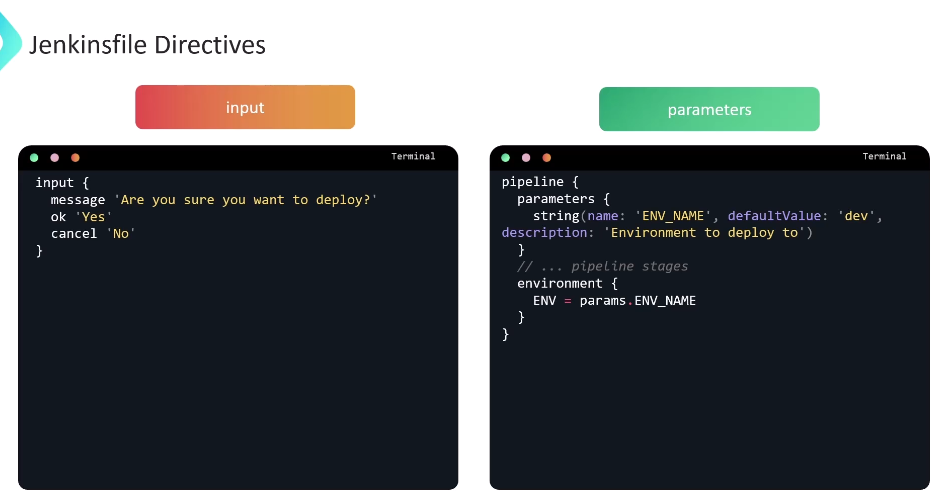 Jenkinsfile Directives
input
parameters
Terminal
input {
  message 'Are you sure you want to deploy?'
  ok 'Yes'
  cancel 'No'
}
Terminal
pipeline {
  parameters {
    string(name: 'ENV_NAME', defaultValue: 'dev',
description: 'Environment to deploy to')
  }
  // ... pipeline stages
  environment {
    ENV = params.ENV_NAME
  }
}